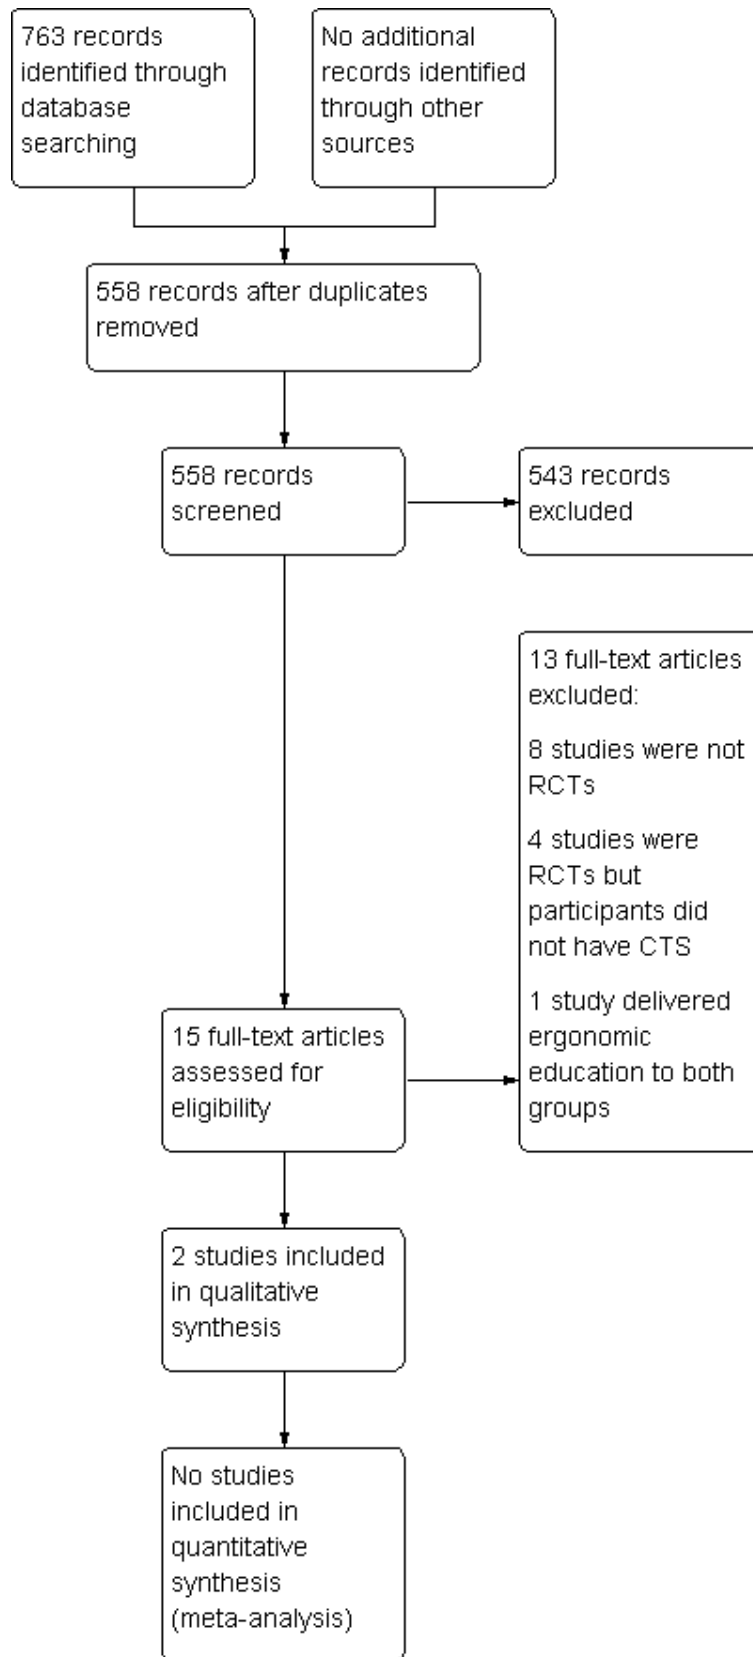 763 records
identified through
database
searching
No additional
records identified
through other
sources
558 records after duplicates
removed
558 records
screened
543 records
excluded
13 full-text articles
excluded:
8 studies were not
RCTs
4 studies were
RCTs but
participants did
not have CTS
1 study delivered
ergonomic
education to both
groups
15 full-text articles
assessed for
eligibility
2 studies included
in qualitative
synthesis
No studies
included in
quantitative
synthesis
(meta-analysis)